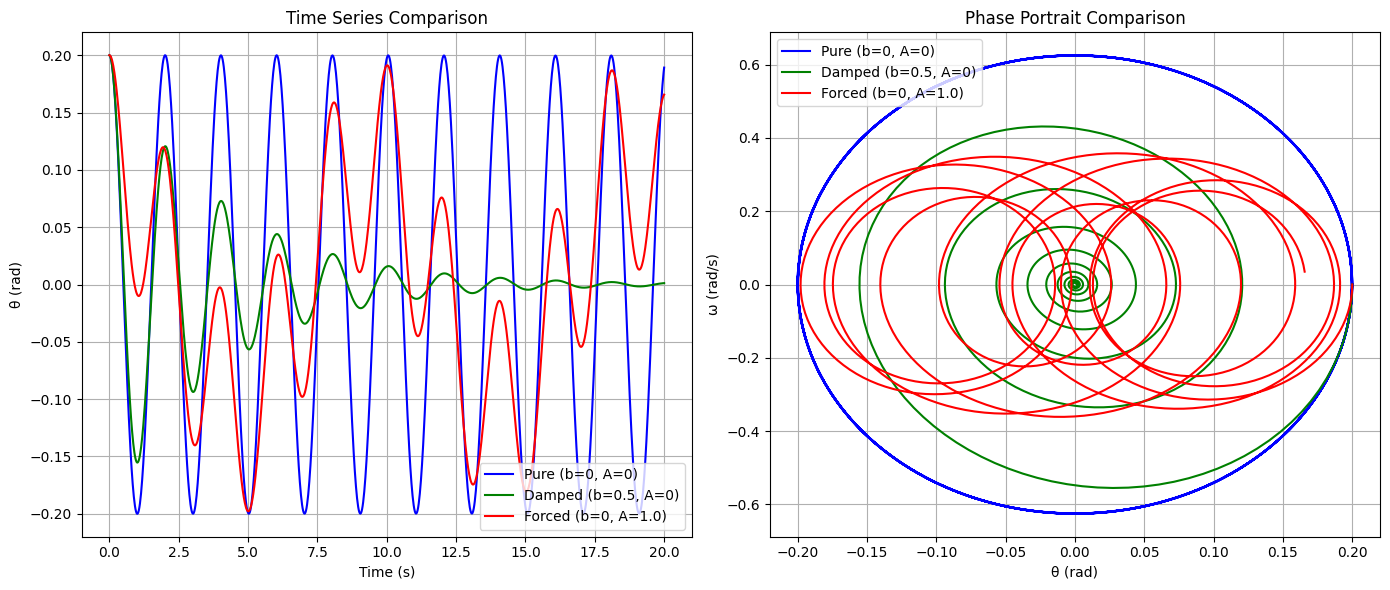 Time Series Comparison
0.20
0.15
0.10
0.05
0.00
−0.05
−0.10
−0.15
−0.20
θ (rad)
0.0
2.5
5.0
7.5
10.0
12.5
15.0
17.5
20.0
Time (s)
Pure (b=0, A=0)
Damped (b=0.5, A=0)
Forced (b=0, A=1.0)
Phase Portrait Comparison
Pure (b=0, A=0)
Damped (b=0.5, A=0)
Forced (b=0, A=1.0)
0.6
0.4
0.2
0.0
−0.2
−0.4
−0.6
ω (rad/s)
−0.20
−0.15
−0.10
−0.05
0.00
0.05
0.10
0.15
0.20
θ (rad)